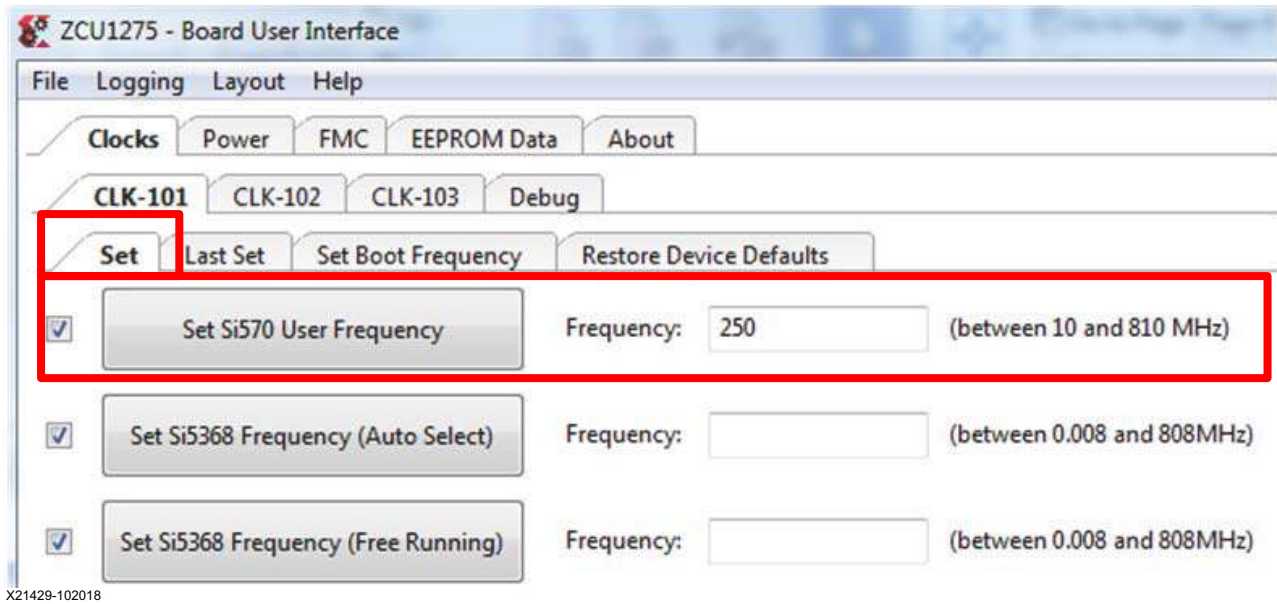 ZCU1275 - Board User Interface
File Logging Layout Help
Clocks Power FMC EEPROM Data About
CLK-101 CLK-102 CLK-103 Debug
Set Last Set Set Boot Frequency Restore Device Defaults
Set Si570 User Frequency Frequency: 250 (between 10 and 810 MHz)
Set Si5368 Frequency (Auto Select) Frequency: (between 0.008 and 808MHz)
Set Si5368 Frequency (Free Running) Frequency: (between 0.008 and 808MHz)
X21429-102018